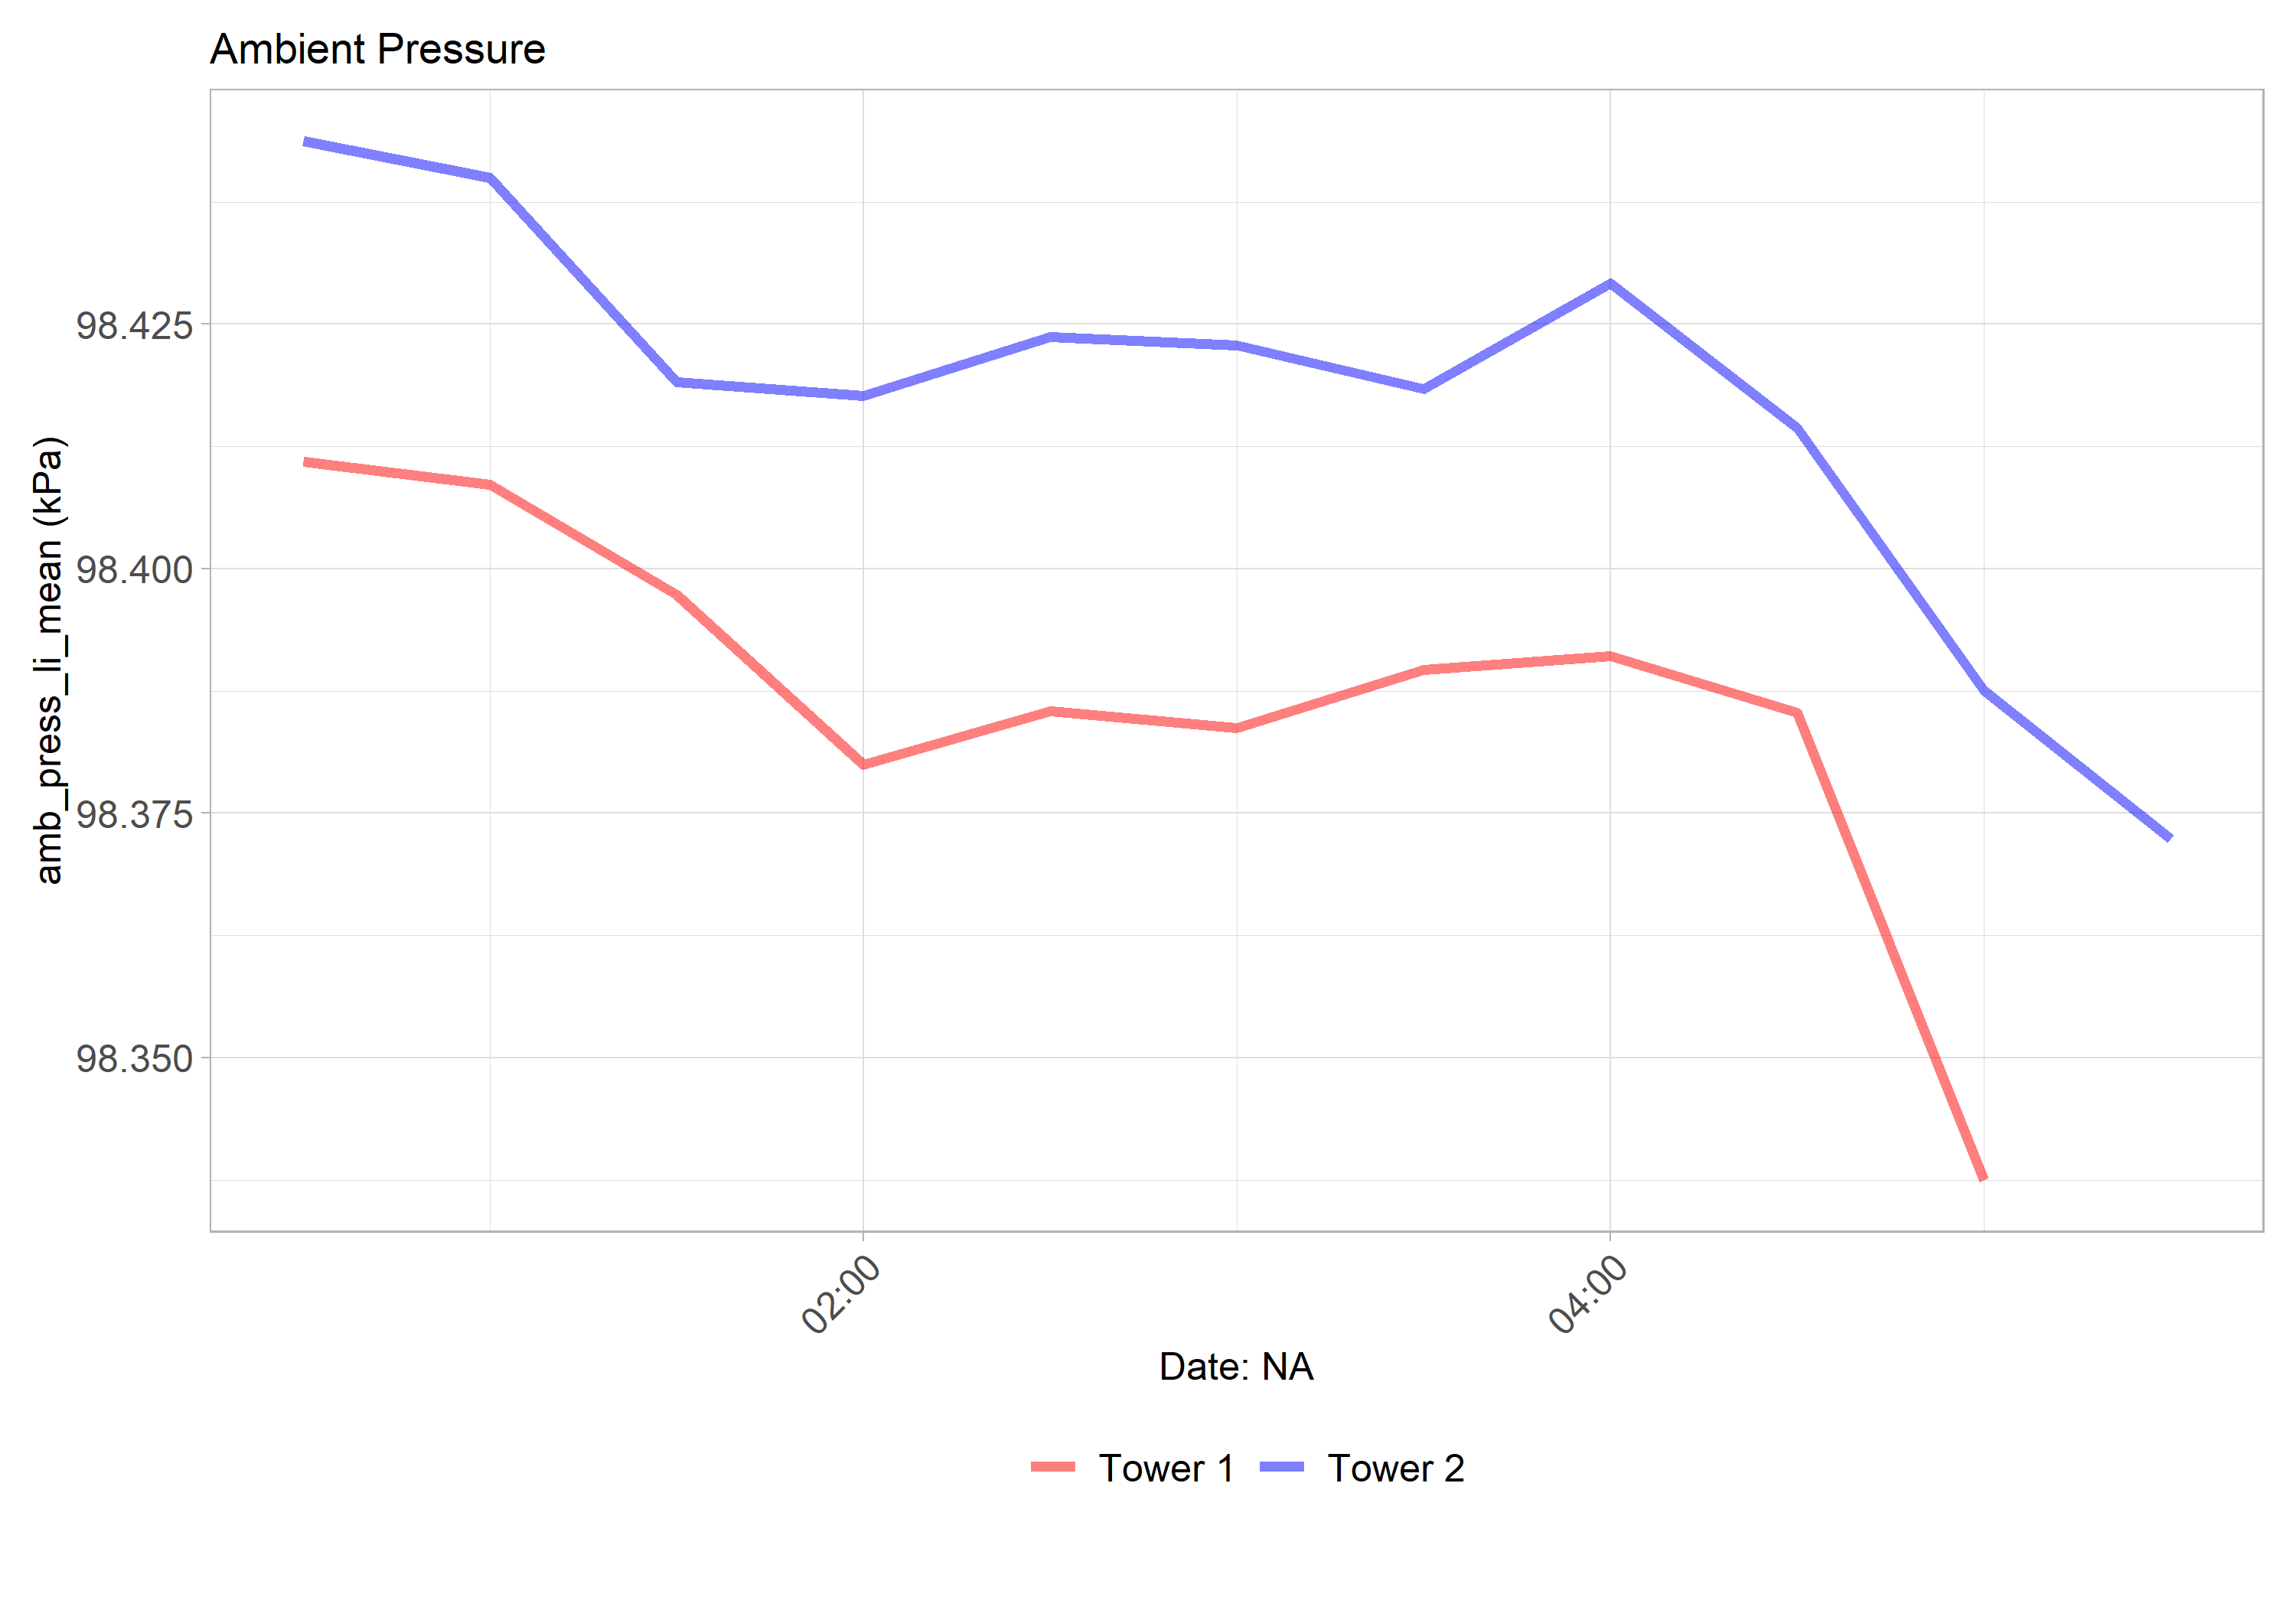 Ambient Pressure
amb_press_li_mean (kPa)
98.425
98.400
98.375
98.350
02:00
04:00
Date: NA
Tower 1
Tower 2